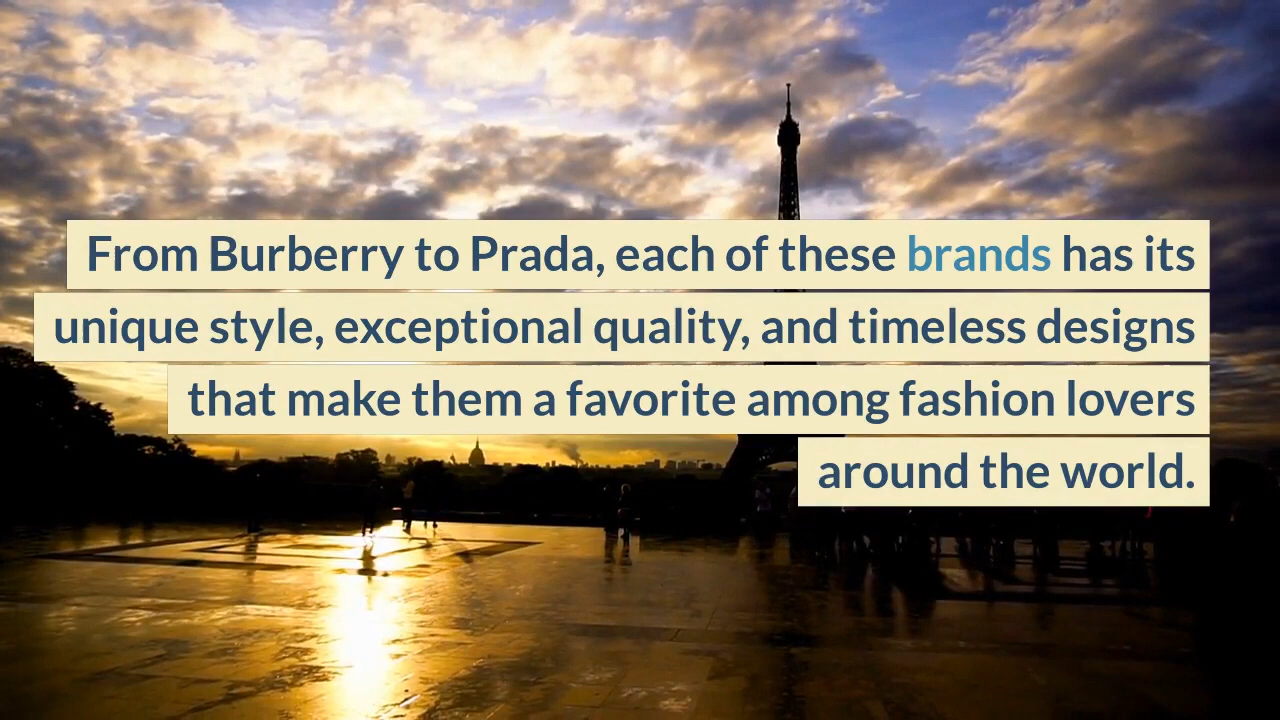 From Burberry to Prada, each of these brands has its
unique style, exceptional quality, and timeless designs
that make them a favorite among fashion lovers
around the world.